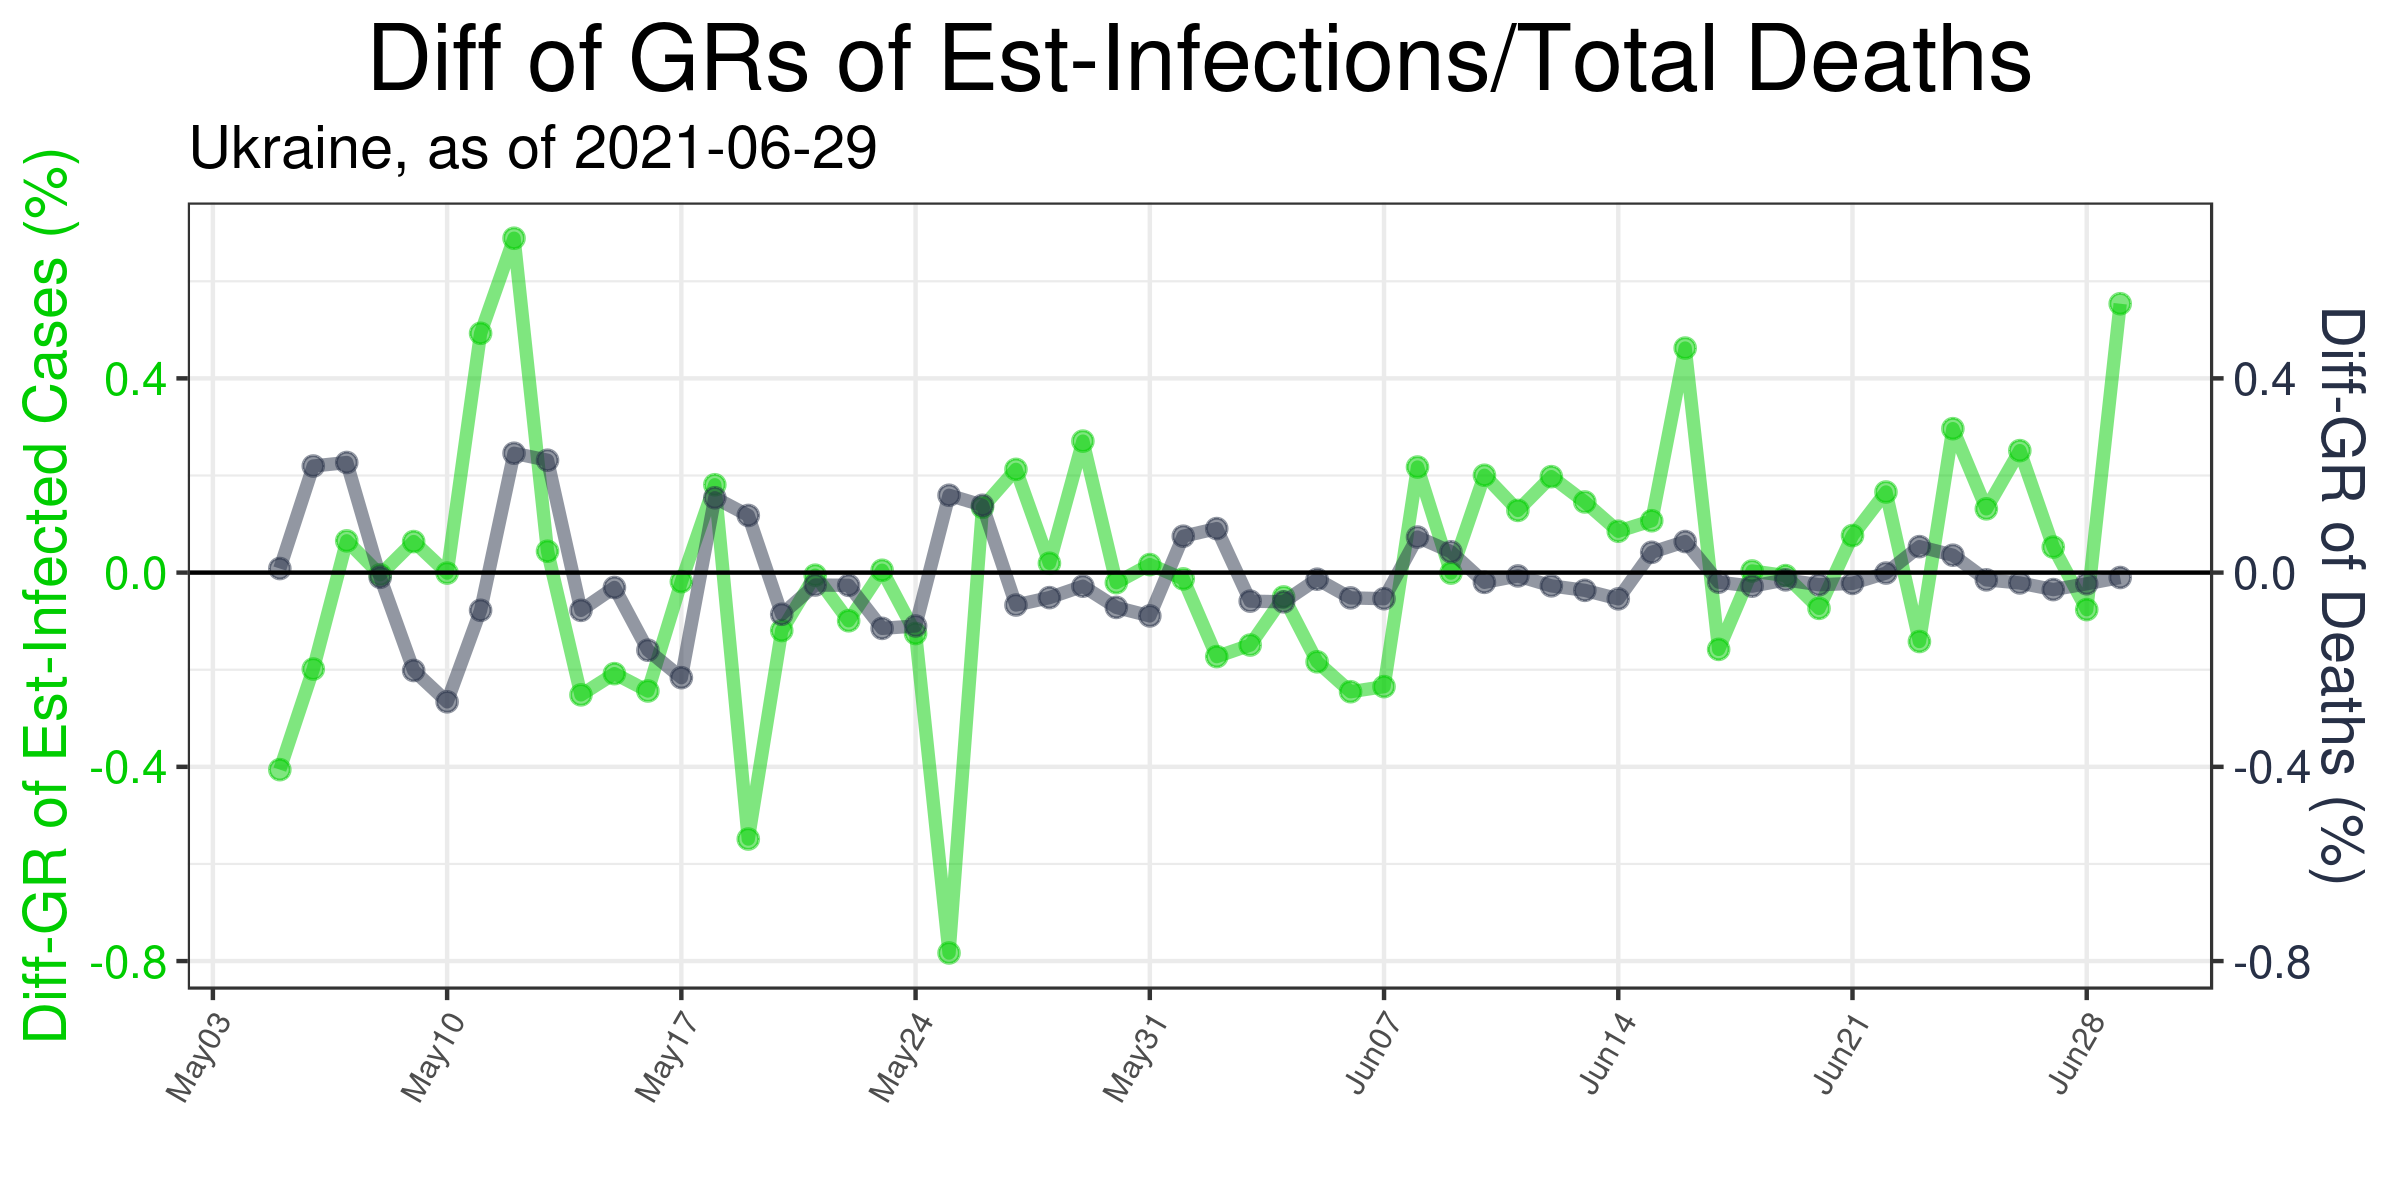 Diff of GRs of Est-Infections/Total Deaths
Ukraine, as of 2021-06-29
Diff-GR of Est-Infected Cases (%)
0.4
0.0
-0.4
-0.8
0.4
0.0
-0.4
-0.8
Diff-GR of Deaths (%)
May03
May10
May17
May24
May31
Jun07
Jun14
Jun21
Jun28